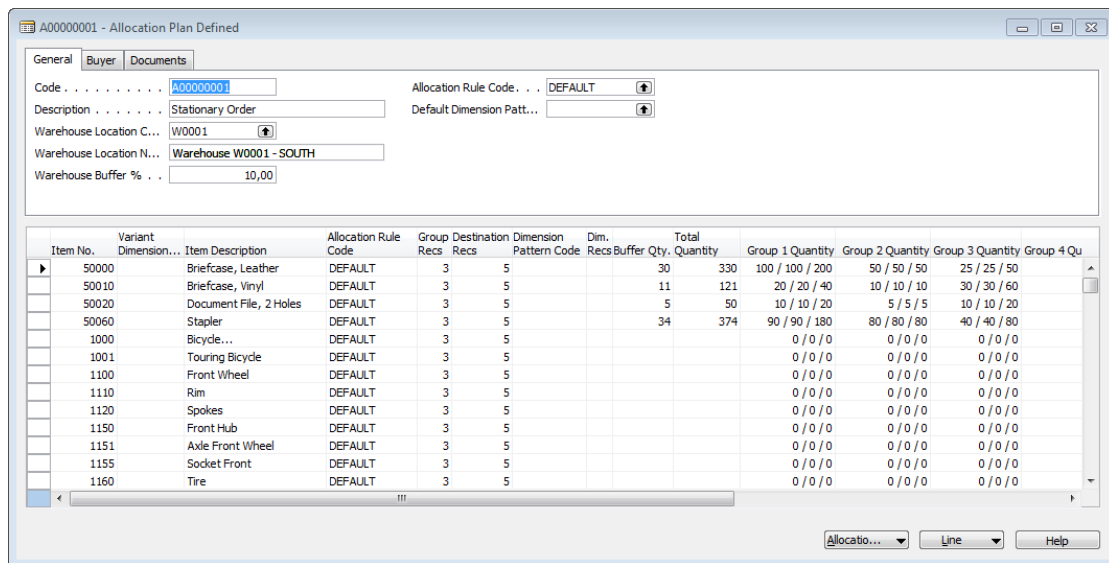 A00000001 - Allocation Plan Defined
General Buyer Documents
Code . . . . . . . . . . A00000001 Allocation Rule Code. . . DEFAULT
Description . . . . . . . Stationary Order Default Dimension Patt...
Warehouse Location C... W0001
Warehouse Location N... Warehouse W0001 - SOUTH
Warehouse Buffer % . . 10,00
Variant Allocation Rule Group Destination Dimension Dim. Total
Item No. Dimension... Item Description Code Recs Recs Pattern Code Recs Buffer Qty. Quantity Group 1 Quantity Group 2 Quantity Group 3 Quantity Group 4 Qu
50000 Briefcase, Leather DEFAULT 3 5 30 330 100 / 100 / 200 50 / 50 / 50 25 / 25 / 50
50010 Briefcase, Vinyl DEFAULT 3 5 11 121 20 / 20 / 40 10 / 10 / 10 30 / 30 / 60
50020 Document File, 2 Holes DEFAULT 3 5 5 50 10 / 10 / 20 5 / 5 / 5 10 / 10 / 20
50060 Stapler DEFAULT 3 5 34 374 90 / 90 / 180 80 / 80 / 80 40 / 40 / 80
1000 Bicycle... DEFAULT 3 5 0 / 0 / 0 0 / 0 / 0 0 / 0 / 0
1001 Touring Bicycle DEFAULT 3 5 0 / 0 / 0 0 / 0 / 0 0 / 0 / 0
1100 Front Wheel DEFAULT 3 5 0 / 0 / 0 0 / 0 / 0 0 / 0 / 0
1110 Rim DEFAULT 3 5 0 / 0 / 0 0 / 0 / 0 0 / 0 / 0
1120 Spokes DEFAULT 3 5 0 / 0 / 0 0 / 0 / 0 0 / 0 / 0
1150 Front Hub DEFAULT 3 5 0 / 0 / 0 0 / 0 / 0 0 / 0 / 0
1151 Axle Front Wheel DEFAULT 3 5 0 / 0 / 0 0 / 0 / 0 0 / 0 / 0
1155 Socket Front DEFAULT 3 5 0 / 0 / 0 0 / 0 / 0 0 / 0 / 0
1160 Tire DEFAULT 3 5 0 / 0 / 0 0 / 0 / 0 0 / 0 / 0
Allocatio... Line Help